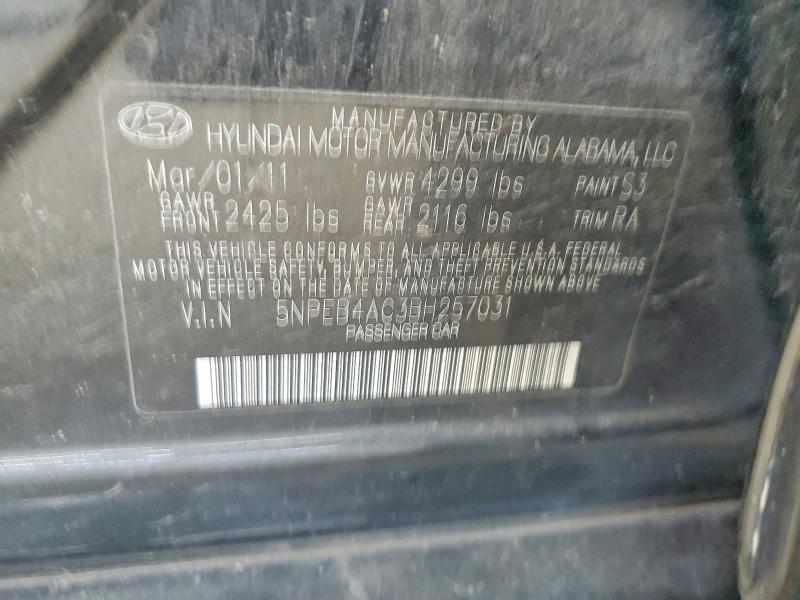 MANUFACTURED BY
HYUNDAI MOTOR MANUFACTURING ALABAMA, LLC
Mar/01/11 GVWR 4299 lbs PAINT S3
GAWR FRONT 2425 lbs GAWR REAR 2116 lbs TRIM RA
THIS VEHICLE CONFORMS TO ALL APPLICABLE U.S.A. FEDERAL
MOTOR VEHICLE SAFETY, BUMPER, AND THEFT PREVENTION STANDARDS
IN EFFECT ON THE DATE OF MANUFACTURE SHOWN ABOVE.
V.I.N 5NPEB4AC3BH257031
PASSENGER CAR